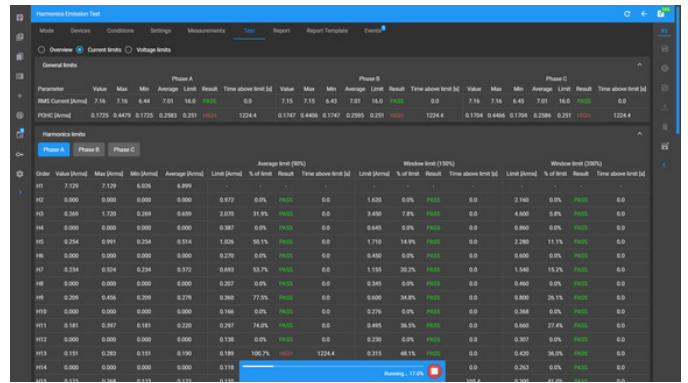 Harmonics Emission Test
Mode Devices Conditions Settings Measurements Test Report Report Template Events
Overview Current limits Voltage limits
General limits
Phase A Phase B Phase C
Parameter Value Max Min Average Limit Result Time above limit [s] Value Max Min Average Limit Result Time above limit [s] Value Max Min Average Limit Result Time above limit [s]
RMS Current [Arms] 7.16 7.16 6.44 7.01 16.0 PASS 0.0 7.15 7.15 6.43 7.01 16.0 PASS 0.0 7.16 7.16 6.45 7.01 16.0 PASS 0.0
POHC [Arms] 0.1725 0.4479 0.1725 0.2583 0.251 HIGH 1224.4 0.1747 0.4406 0.1747 0.2595 0.251 HIGH 1224.4 0.1704 0.4466 0.1704 0.2586 0.251 HIGH 1224.4
Harmonics limits
Phase A Phase B Phase C
Average limit (90%) Window limit (150%) Window limit (200%)
Order Value [Arms] Max [Arms] Min [Arms] Average [Arms] Limit [Arms] % of limit Result Time above limit [s] Limit [Arms] % of limit Result Time above limit [s] Limit [Arms] % of limit Result Time above limit [s]
H1 7.129 7.129 6.026 6.899 - - - - - - - - - - -
H2 0.000 0.000 0.000 0.000 0.972 0.0% PASS 0.0 1.620 0.0% PASS 0.0 2.160 0.0% PASS 0.0
H3 0.269 1.720 0.269 0.659 2.070 31.9% PASS 0.0 3.450 7.8% PASS 0.0 4.600 5.8% PASS 0.0
H4 0.000 0.000 0.000 0.000 0.387 0.0% PASS 0.0 0.645 0.0% PASS 0.0 0.860 0.0% PASS 0.0
H5 0.254 0.991 0.254 0.514 1.026 50.1% PASS 0.0 1.710 14.9% PASS 0.0 2.280 11.1% PASS 0.0
H6 0.000 0.000 0.000 0.000 0.270 0.0% PASS 0.0 0.450 0.0% PASS 0.0 0.600 0.0% PASS 0.0
H7 0.234 0.524 0.234 0.372 0.693 53.7% PASS 0.0 1.155 20.2% PASS 0.0 1.540 15.2% PASS 0.0
H8 0.000 0.000 0.000 0.000 0.207 0.0% PASS 0.0 0.345 0.0% PASS 0.0 0.460 0.0% PASS 0.0
H9 0.209 0.456 0.209 0.279 0.360 77.5% PASS 0.0 0.600 34.8% PASS 0.0 0.800 26.1% PASS 0.0
H10 0.000 0.000 0.000 0.000 0.166 0.0% PASS 0.0 0.276 0.0% PASS 0.0 0.368 0.0% PASS 0.0
H11 0.181 0.397 0.181 0.220 0.297 74.0% PASS 0.0 0.495 36.5% PASS 0.0 0.660 27.4% PASS 0.0
H12 0.000 0.000 0.000 0.000 0.138 0.0% PASS 0.0 0.230 0.0% PASS 0.0 0.307 0.0% PASS 0.0
H13 0.151 0.283 0.151 0.190 0.189 100.7% HIGH 1224.4 0.315 48.1% PASS 0.0 0.420 36.0% PASS 0.0
H14 0.000 0.000 0.000 0.000 0.118 0.263 0.0% PASS 0.0
Running... 17.0%